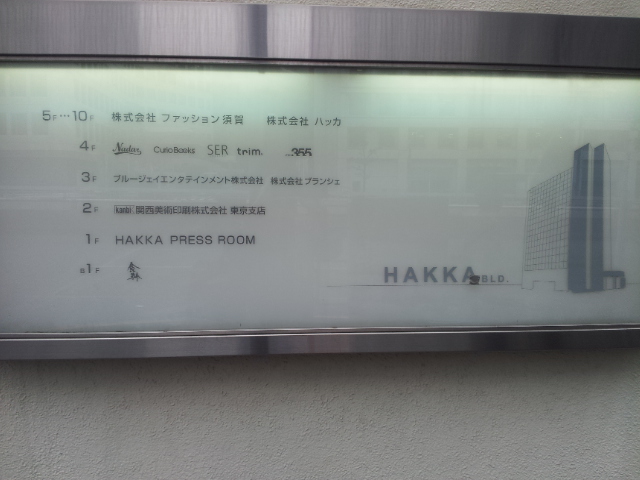 5F…10F 株式会社 ファッション須賀 株式会社 ハッカ
4F Curio Books SER trim. 355
3F ブルージェイエンタテインメント株式会社 株式会社 ブランシェ
2F kanbi 関西美術印刷株式会社 東京支店
1F HAKKA PRESS ROOM
B1F
HAKKA BLD.